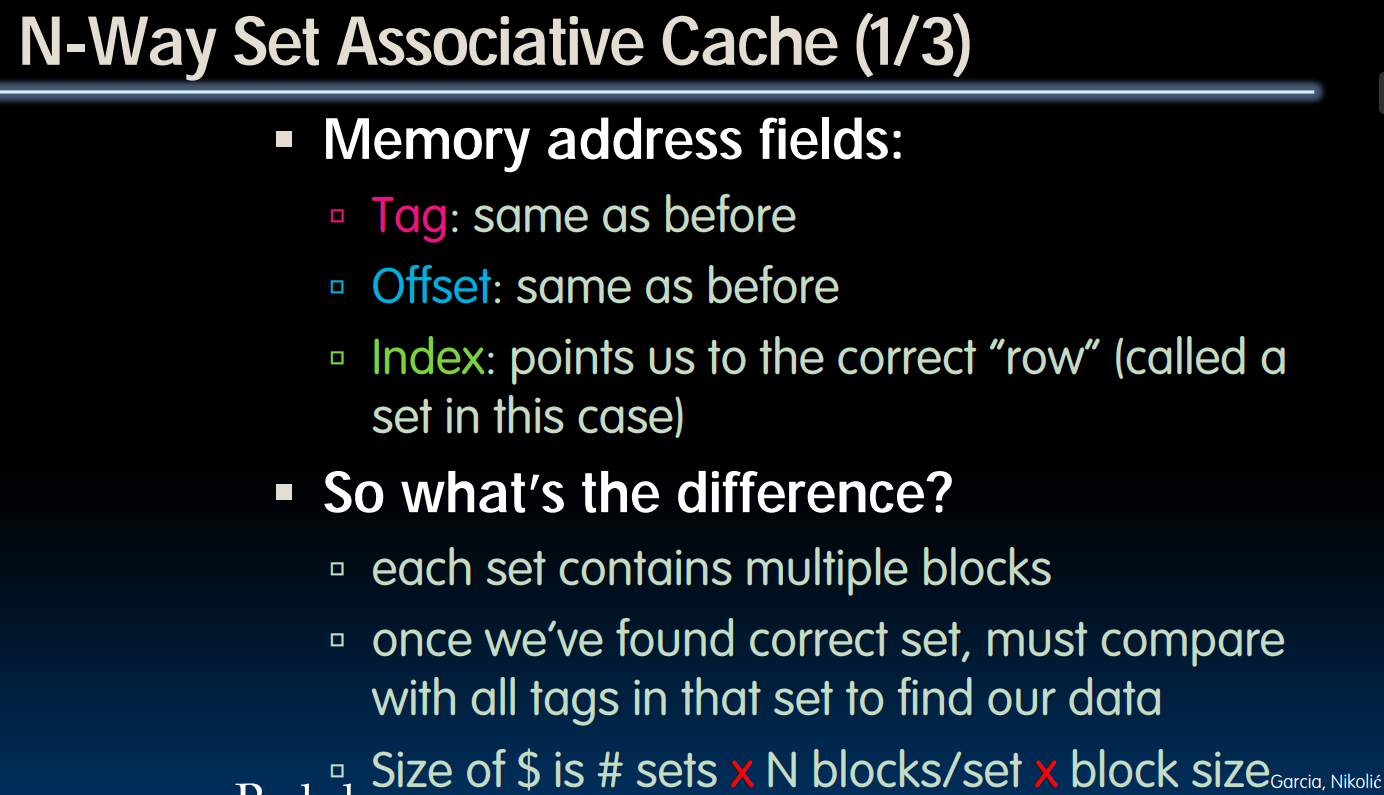 N-Way Set Associative Cache (1/3)
Memory address fields:
Tag: same as before
Offset: same as before
Index: points us to the correct “row” (called a
set in this case)
So what’s the difference?
each set contains multiple blocks
once we’ve found correct set, must compare
with all tags in that set to find our data
Size of $ is # sets x N blocks/set x block size
Garcia, Nikolić